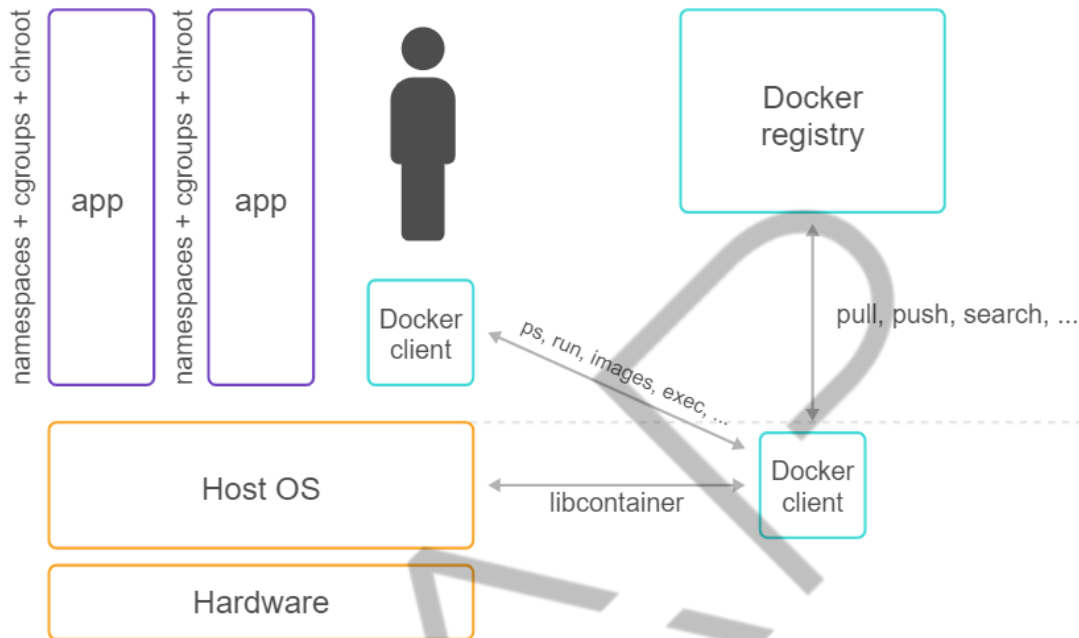 namespaces + cgroups + chroot
app
namespaces + cgroups + chroot
app
Docker
registry
Docker
client
ps, run, images, exec, ...
pull, push, search, ...
Host OS
libcontainer
Docker
client
Hardware